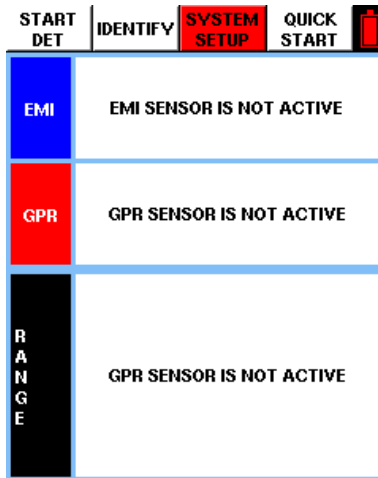 START DET
IDENTIFY
SYSTEM SETUP
QUICK START
EMI
EMI SENSOR IS NOT ACTIVE
GPR
GPR SENSOR IS NOT ACTIVE
RANGE
GPR SENSOR IS NOT ACTIVE